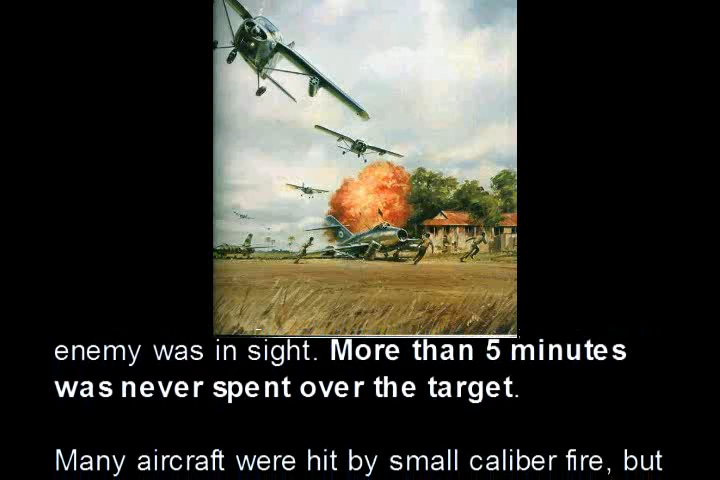 enemy was in sight. More than 5 minutes
was never spent over the target.
Many aircraft were hit by small caliber fire, but